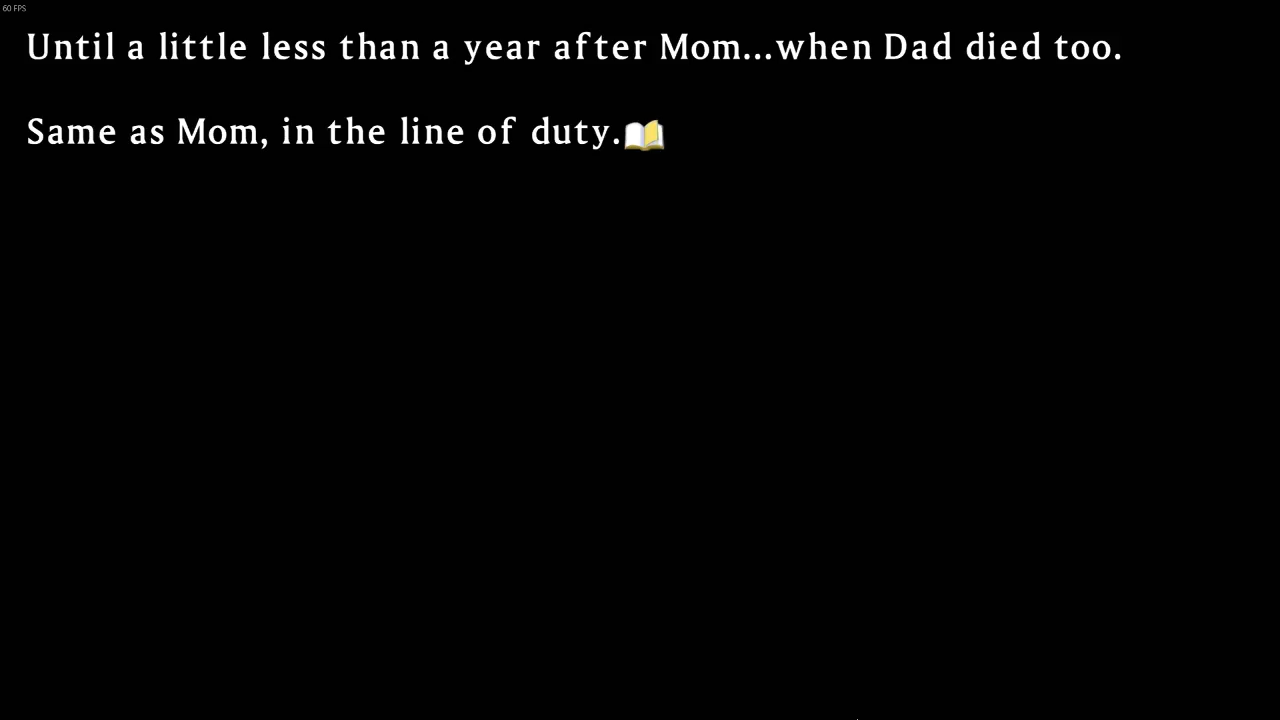 60 FPS
Until a little less than a year after Mom...when Dad died too.
Same as Mom, in the line of duty.